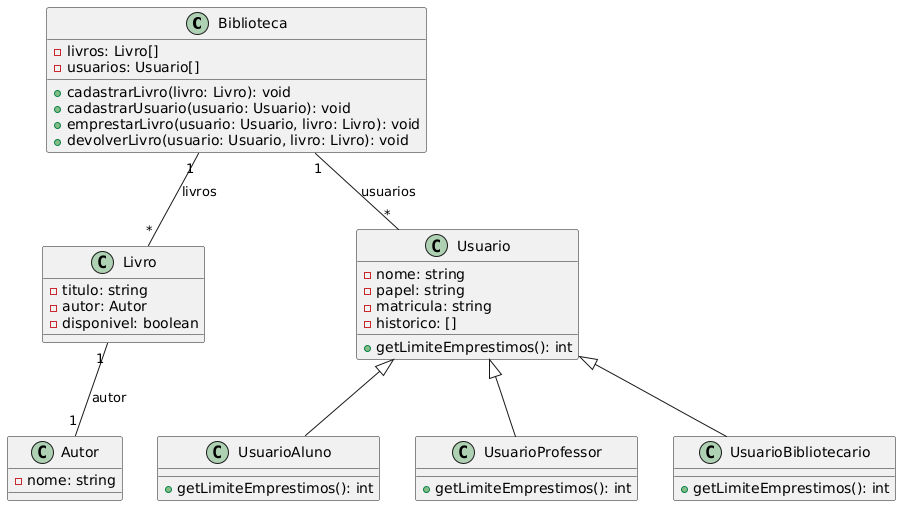 C Biblioteca
livros: Livro[]
usuarios: Usuario[]
cadastrarLivro(livro: Livro): void
cadastrarUsuario(usuario: Usuario): void
emprestarLivro(usuario: Usuario, livro: Livro): void
devolverLivro(usuario: Usuario, livro: Livro): void
1
1
livros
usuarios
*
*
C Livro
titulo: string
autor: Autor
disponivel: boolean
C Usuario
nome: string
papel: string
matricula: string
historico: []
getLimiteEmprestimos(): int
1
autor
1
C Autor
nome: string
C UsuarioAluno
getLimiteEmprestimos(): int
C UsuarioProfessor
getLimiteEmprestimos(): int
C UsuarioBibliotecario
getLimiteEmprestimos(): int